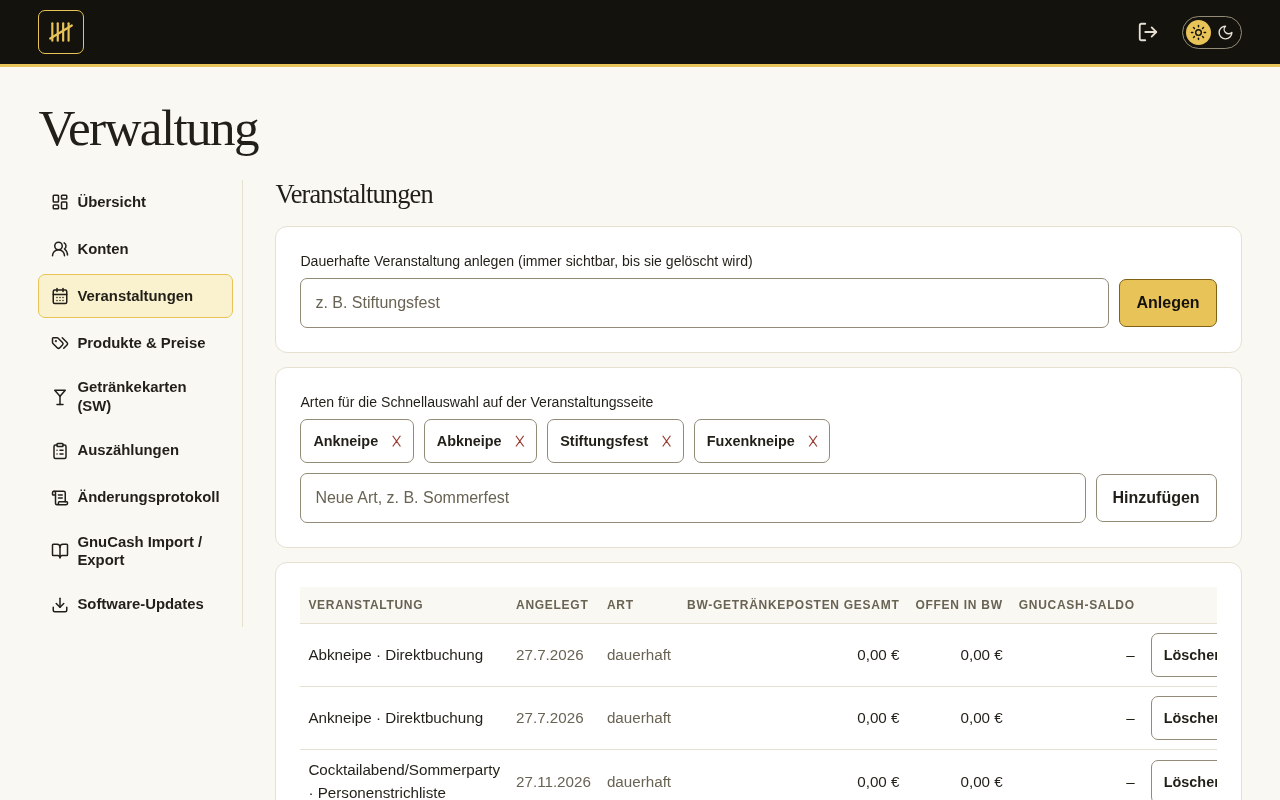 Verwaltung
Übersicht
Konten
Veranstaltungen
Produkte & Preise
Getränkekarten
(SW)
Auszählungen
Änderungsprotokoll
GnuCash Import /
Export
Software-Updates
Veranstaltungen
Dauerhafte Veranstaltung anlegen (immer sichtbar, bis sie gelöscht wird)
z. B. Stiftungsfest
Anlegen
Arten für die Schnellauswahl auf der Veranstaltungsseite
Ankneipe X Abkneipe X Stiftungsfest X Fuxenkneipe X
Neue Art, z. B. Sommerfest
Hinzufügen
VERANSTALTUNG ANGELEGT ART BW-GETRÄNKEPOSTEN GESAMT OFFEN IN BW GNUCASH-SALDO
Abkneipe · Direktbuchung 27.7.2026 dauerhaft 0,00 € 0,00 € – Löschen
Ankneipe · Direktbuchung 27.7.2026 dauerhaft 0,00 € 0,00 € – Löschen
Cocktailabend/Sommerparty
· Personenstrichliste 27.11.2026 dauerhaft 0,00 € 0,00 € – Löschen